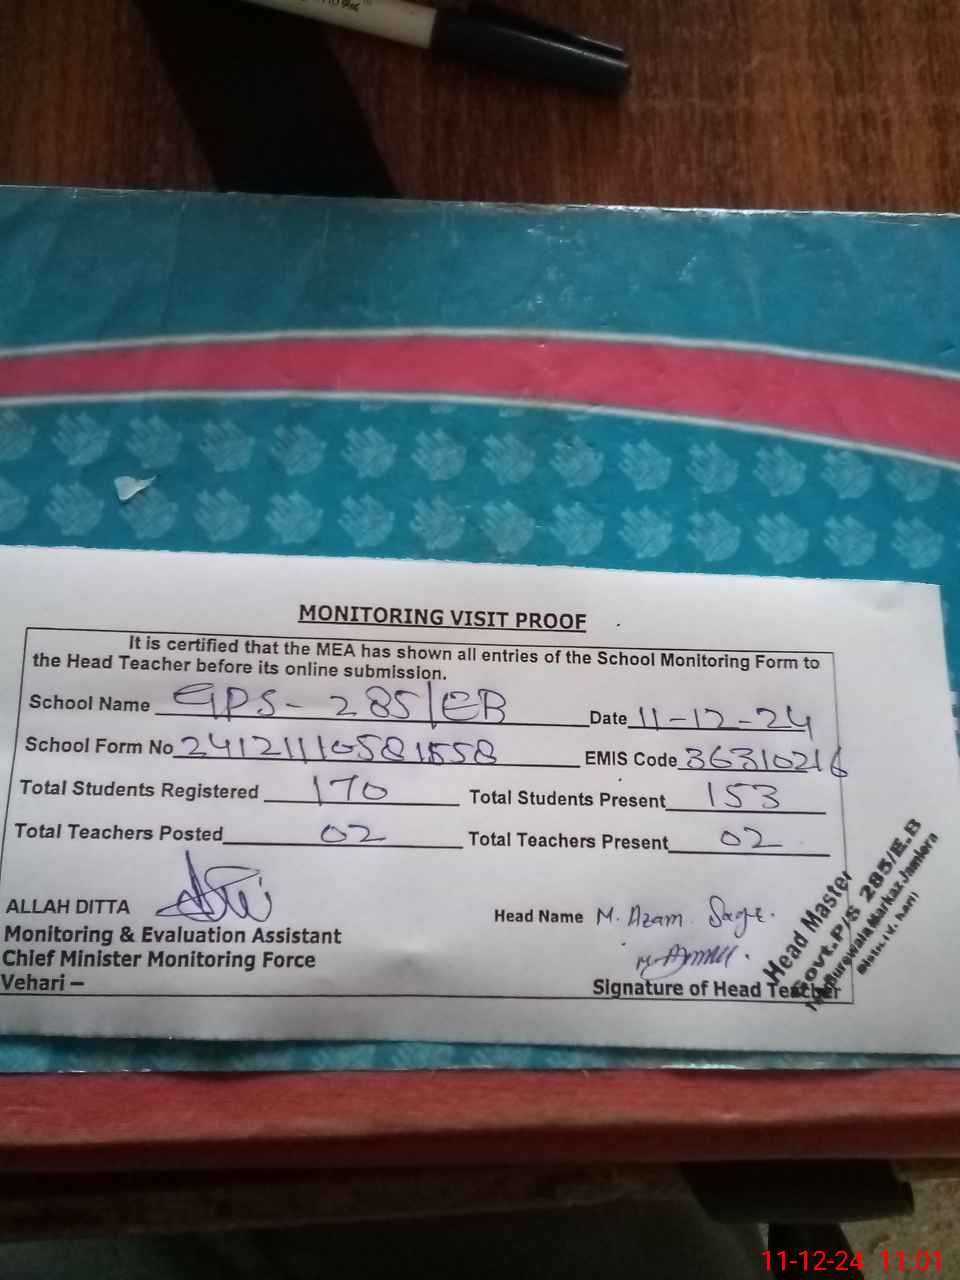 MONITORING VISIT PROOF
It is certified that the MEA has shown all entries of the School Monitoring Form to
the Head Teacher before its online submission.
School Name GPS-285/EB Date 11-12-24
School Form No EMIS Code 36310216
Total Students Registered 170 Total Students Present 153
Total Teachers Posted 02 Total Teachers Present 02
ALLAH DITTA
Head Name M. Azam
Monitoring & Evaluation Assistant
Chief Minister Monitoring Force
Vehari –
Signature of Head Teacher
Head Master
Govt. P/S 285/E.B
Markaz Jamlera
11-12-24 11:01